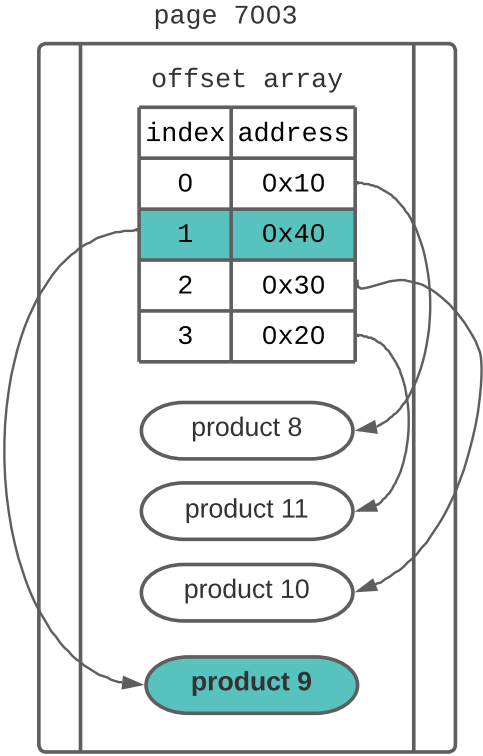 page 7003
offset array
index address
0 0x10
1 0x40
2 0x30
3 0x20
product 8
product 11
product 10
product 9